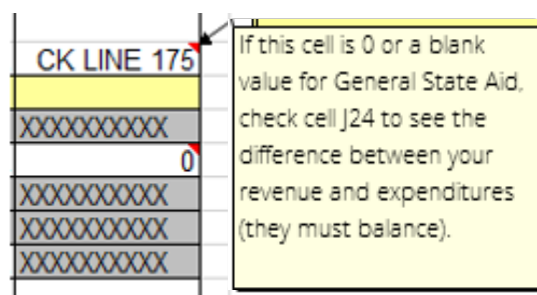 CK LINE 175
XXXXXXXXXX
0
XXXXXXXXXX
XXXXXXXXXX
XXXXXXXXXX
If this cell is 0 or a blank
value for General State Aid,
check cell J24 to see the
difference between your
revenue and expenditures
(they must balance).